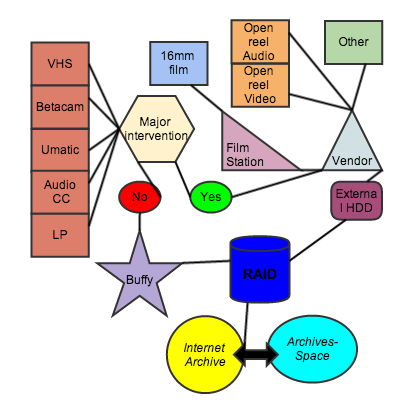 Open
reel
Audio
Other
16mm
film
VHS
Open
reel
Video
Betacam
Major
intervention
Umatic
Film
Station
Vendor
Audio
CC
No
Yes
Externa
l HDD
LP
RAID
Buffy
Internet
Archive
Archives-
Space